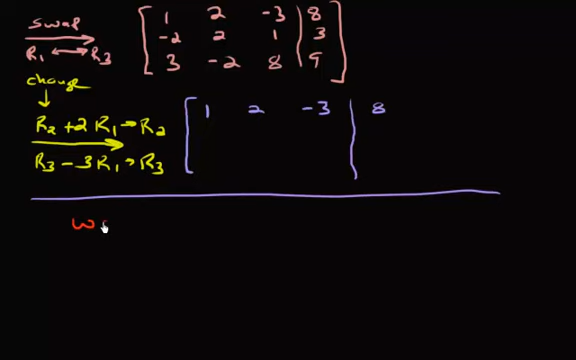 swap
R₁ ⟷ R₃
[ 1 2 -3 | 8 ]
[ -2 2 1 | 3 ]
[ 3 -2 8 | 9 ]
change
↓
R₂ + 2R₁ → R₂
R₃ - 3R₁ → R₃
[ 1 2 -3 | 8
w